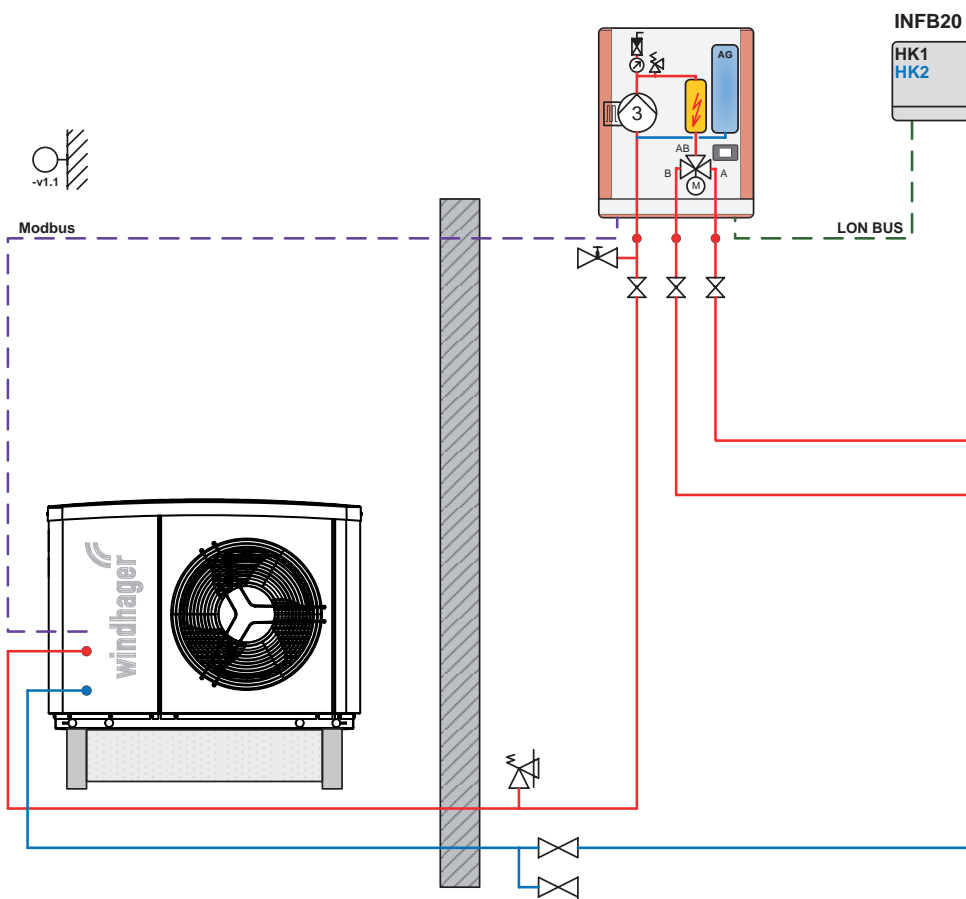 INFB20
HK1
HK2
AG
3
AB
B
A
M
-v1.1
Modbus
LON BUS
windhager